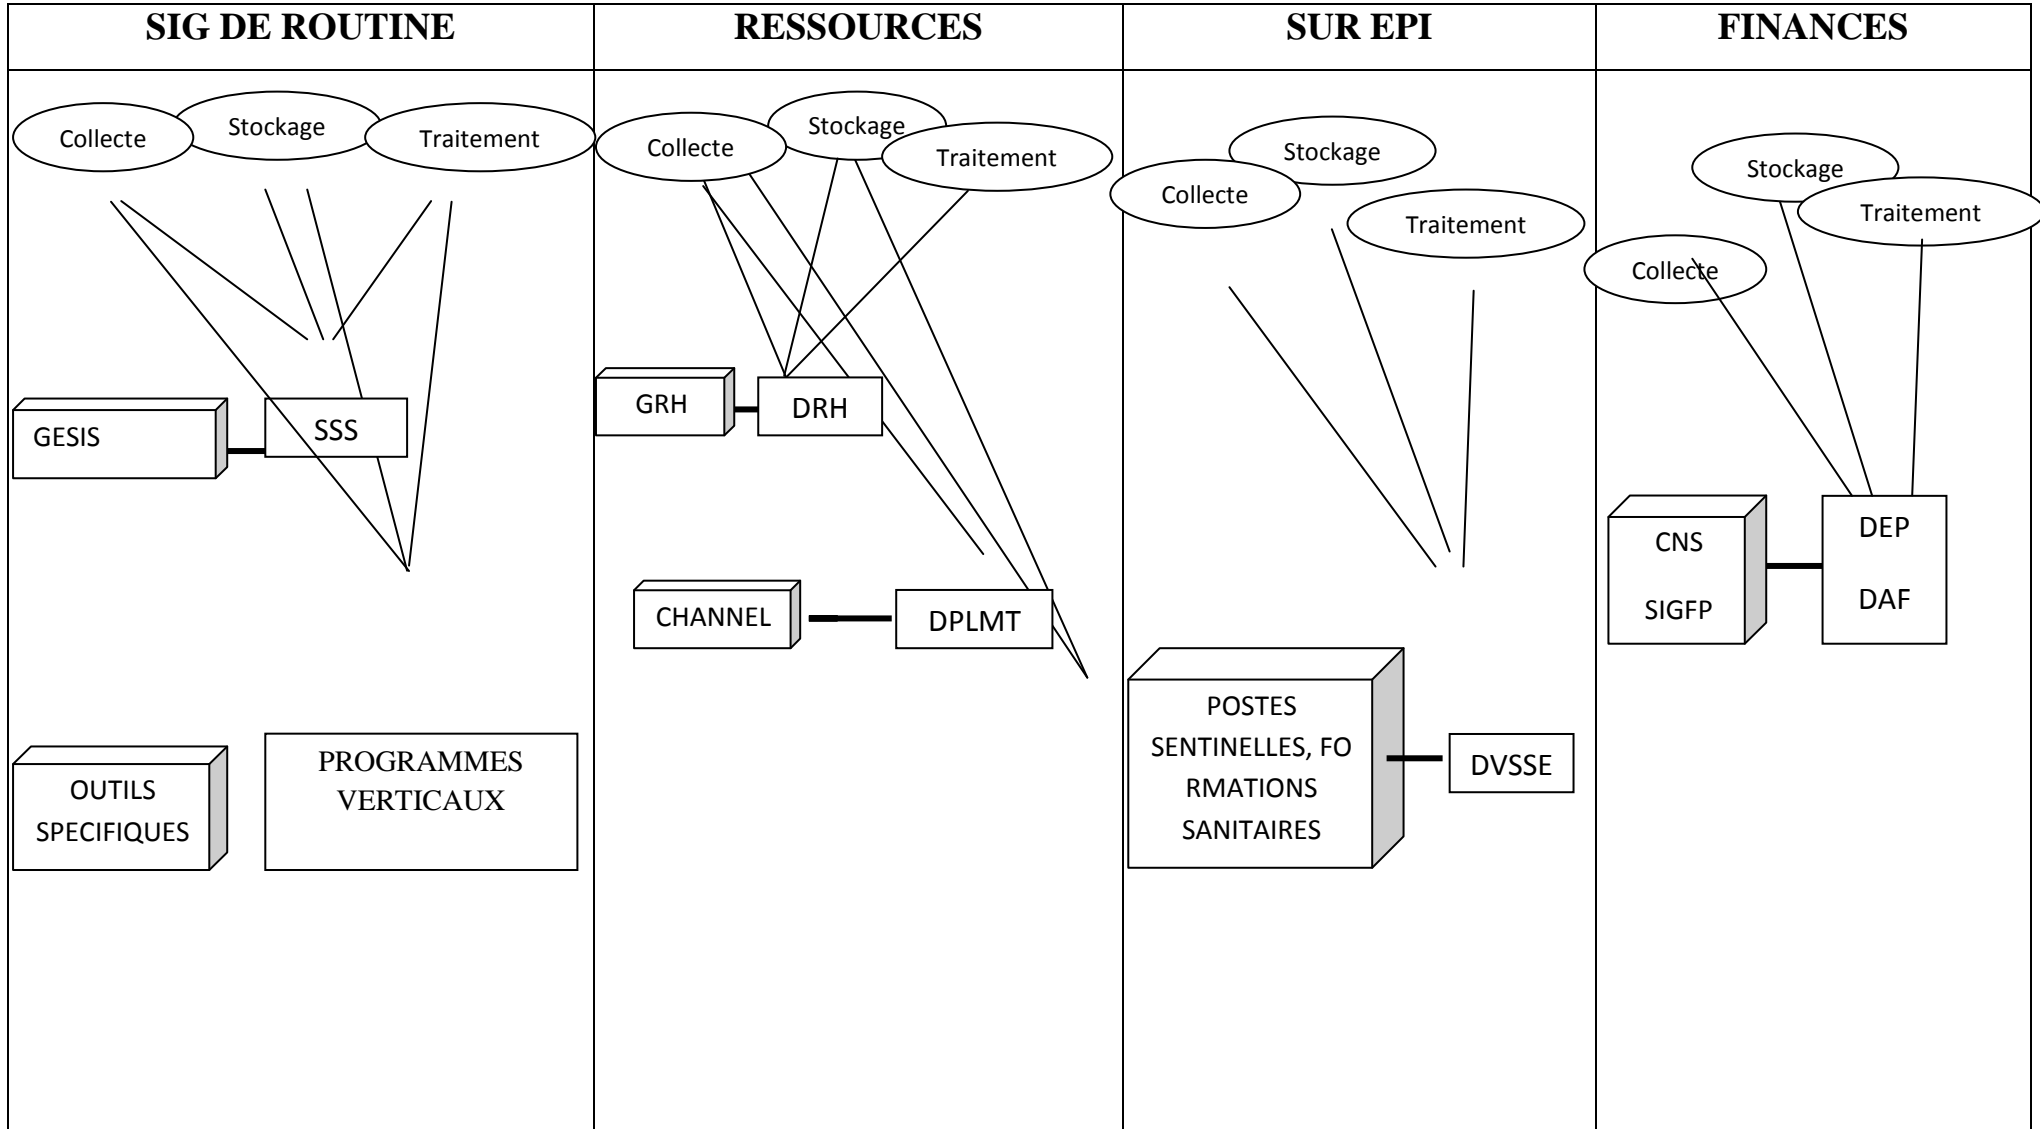 SIG DE ROUTINE
RESSOURCES
SUR EPI
FINANCES
Collecte
Stockage
Traitement
GESIS
SSS
OUTILS
SPECIFIQUES
PROGRAMMES
VERTICAUX
Collecte
Stockage
Traitement
GRH
DRH
CHANNEL
DPLMT
Stockage
Collecte
Traitement
POSTES
SENTINELLES, FO
RMATIONS
SANITAIRES
DVSSE
Stockage
Traitement
Collecte
CNS
SIGFP
DEP
DAF